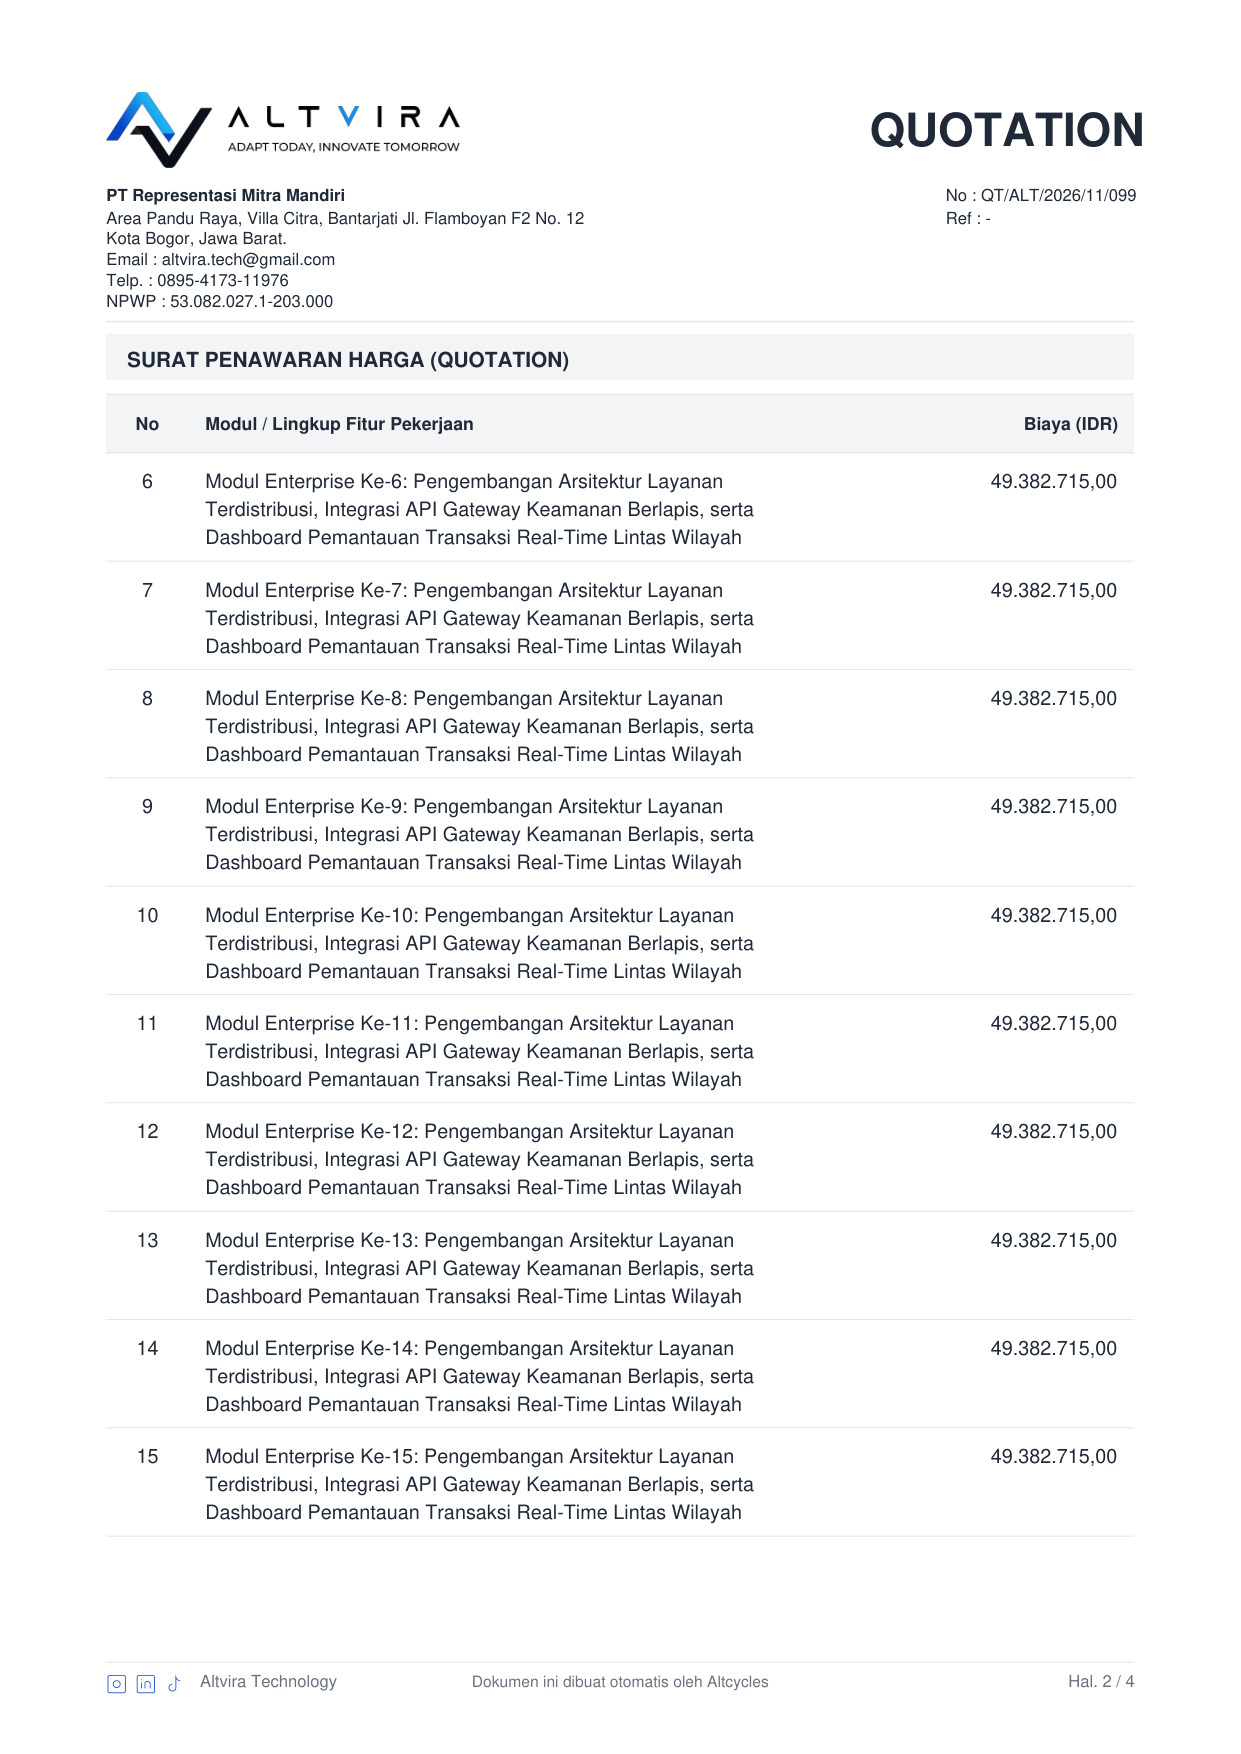 ALTVIRA
ADAPT TODAY, INNOVATE TOMORROW
QUOTATION
PT Representasi Mitra Mandiri
Area Pandu Raya, Villa Citra, Bantarjati Jl. Flamboyan F2 No. 12
Kota Bogor, Jawa Barat.
Email : altvira.tech@gmail.com
Telp. : 0895-4173-11976
NPWP : 53.082.027.1-203.000
No : QT/ALT/2026/11/099
Ref : -
SURAT PENAWARAN HARGA (QUOTATION)
No Modul / Lingkup Fitur Pekerjaan Biaya (IDR)
6 Modul Enterprise Ke-6: Pengembangan Arsitektur Layanan 49.382.715,00
Terdistribusi, Integrasi API Gateway Keamanan Berlapis, serta
Dashboard Pemantauan Transaksi Real-Time Lintas Wilayah
7 Modul Enterprise Ke-7: Pengembangan Arsitektur Layanan 49.382.715,00
Terdistribusi, Integrasi API Gateway Keamanan Berlapis, serta
Dashboard Pemantauan Transaksi Real-Time Lintas Wilayah
8 Modul Enterprise Ke-8: Pengembangan Arsitektur Layanan 49.382.715,00
Terdistribusi, Integrasi API Gateway Keamanan Berlapis, serta
Dashboard Pemantauan Transaksi Real-Time Lintas Wilayah
9 Modul Enterprise Ke-9: Pengembangan Arsitektur Layanan 49.382.715,00
Terdistribusi, Integrasi API Gateway Keamanan Berlapis, serta
Dashboard Pemantauan Transaksi Real-Time Lintas Wilayah
10 Modul Enterprise Ke-10: Pengembangan Arsitektur Layanan 49.382.715,00
Terdistribusi, Integrasi API Gateway Keamanan Berlapis, serta
Dashboard Pemantauan Transaksi Real-Time Lintas Wilayah
11 Modul Enterprise Ke-11: Pengembangan Arsitektur Layanan 49.382.715,00
Terdistribusi, Integrasi API Gateway Keamanan Berlapis, serta
Dashboard Pemantauan Transaksi Real-Time Lintas Wilayah
12 Modul Enterprise Ke-12: Pengembangan Arsitektur Layanan 49.382.715,00
Terdistribusi, Integrasi API Gateway Keamanan Berlapis, serta
Dashboard Pemantauan Transaksi Real-Time Lintas Wilayah
13 Modul Enterprise Ke-13: Pengembangan Arsitektur Layanan 49.382.715,00
Terdistribusi, Integrasi API Gateway Keamanan Berlapis, serta
Dashboard Pemantauan Transaksi Real-Time Lintas Wilayah
14 Modul Enterprise Ke-14: Pengembangan Arsitektur Layanan 49.382.715,00
Terdistribusi, Integrasi API Gateway Keamanan Berlapis, serta
Dashboard Pemantauan Transaksi Real-Time Lintas Wilayah
15 Modul Enterprise Ke-15: Pengembangan Arsitektur Layanan 49.382.715,00
Terdistribusi, Integrasi API Gateway Keamanan Berlapis, serta
Dashboard Pemantauan Transaksi Real-Time Lintas Wilayah
Altvira Technology Dokumen ini dibuat otomatis oleh Altcycles Hal. 2 / 4